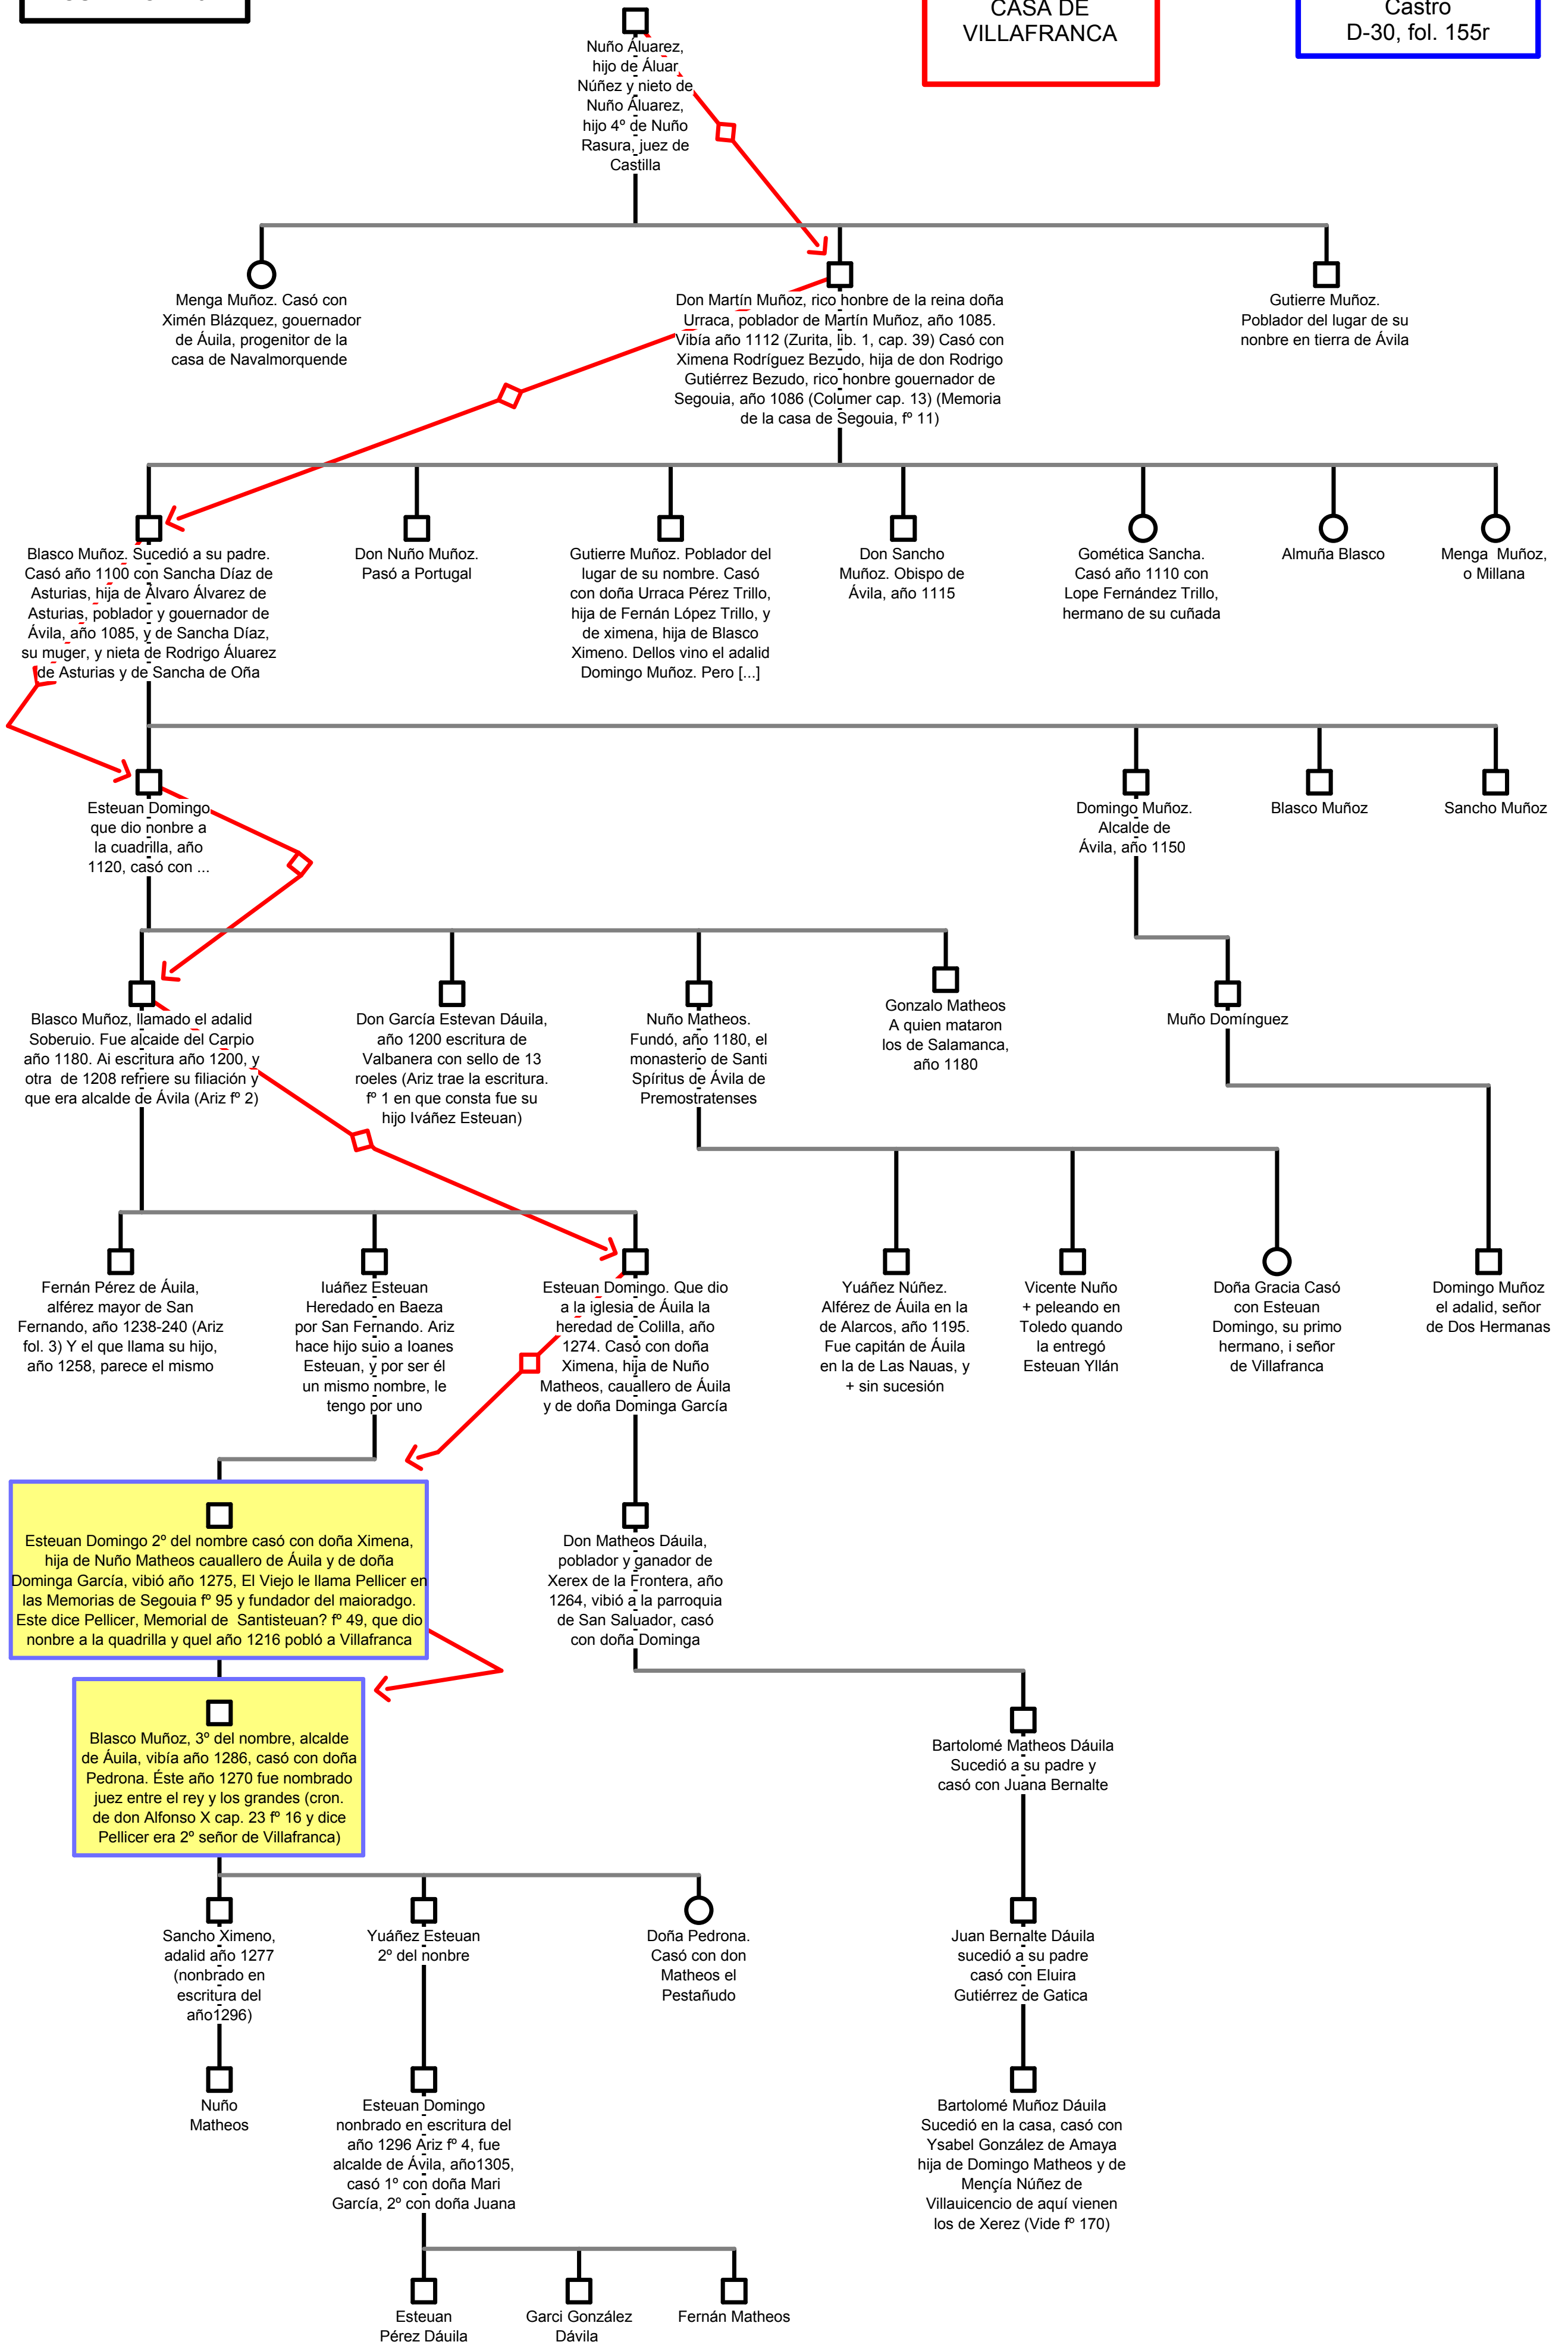 CASA DE
VILLAFRANCA
Castro
D-30, fol. 155r
Nuño Áluarez,
hijo de Áluar
Núñez y nieto de
Nuño Áluarez,
hijo 4º de Nuño
Rasura, juez de
Castilla
Menga Muñoz. Casó con
Ximén Blázquez, gouernador
de Áuila, progenitor de la
casa de Navalmorquende
Don Martín Muñoz, rico honbre de la reina doña
Urraca, poblador de Martín Muñoz, año 1085.
Vibía año 1112 (Zurita, lib. 1, cap. 39) Casó con
Ximena Rodríguez Bezudo, hija de don Rodrigo
Gutiérrez Bezudo, rico honbre gouernador de
Segouia, año 1086 (Columer cap. 13) (Memoria
de la casa de Segouia, fº 11)
Gutierre Muñoz.
Poblador del lugar de su
nonbre en tierra de Ávila
Blasco Muñoz. Sucedió a su padre.
Casó año 1100 con Sancha Díaz de
Asturias, hija de Álvaro Álvarez de
Asturias, poblador y gouernador de
Ávila, año 1085, y de Sancha Díaz,
su muger, y nieta de Rodrigo Áluarez
de Asturias y de Sancha de Oña
Don Nuño Muñoz.
Pasó a Portugal
Gutierre Muñoz. Poblador del
lugar de su nombre. Casó
con doña Urraca Pérez Trillo,
hija de Fernán López Trillo, y
de ximena, hija de Blasco
Ximeno. Dellos vino el adalid
Domingo Muñoz. Pero [...]
Don Sancho
Muñoz. Obispo de
Ávila, año 1115
Gomética Sancha.
Casó año 1110 con
Lope Fernández Trillo,
hermano de su cuñada
Almuña Blasco
Menga Muñoz,
o Millana
Esteuan Domingo
que dio nonbre a
la cuadrilla, año
1120, casó con ...
Domingo Muñoz.
Alcalde de
Ávila, año 1150
Blasco Muñoz
Sancho Muñoz
Blasco Muñoz, llamado el adalid
Soberuio. Fue alcaide del Carpio
año 1180. Ai escritura año 1200, y
otra de 1208 refriere su filiación y
que era alcalde de Ávila (Ariz fº 2)
Don García Estevan Dáuila,
año 1200 escritura de
Valbanera con sello de 13
roeles (Ariz trae la escritura.
fº 1 en que consta fue su
hijo Iváñez Esteuan)
Nuño Matheos.
Fundó, año 1180, el
monasterio de Santi
Spíritus de Ávila de
Premostratenses
Gonzalo Matheos
A quien mataron
los de Salamanca,
año 1180
Muño Domínguez
Fernán Pérez de Áuila,
alférez mayor de San
Fernando, año 1238-240 (Ariz
fol. 3) Y el que llama su hijo,
año 1258, parece el mismo
Iuáñez Esteuan
Heredado en Baeza
por San Fernando. Ariz
hace hijo suio a Ioanes
Esteuan, y por ser él
un mismo nombre, le
tengo por uno
Esteuan Domingo. Que dio
a la iglesia de Áuila la
heredad de Colilla, año
1274. Casó con doña
Ximena, hija de Nuño
Matheos, cauallero de Áuila
y de doña Dominga García
Yuáñez Núñez.
Alférez de Áuila en la
de Alarcos, año 1195.
Fue capitán de Áuila
en la de Las Nauas, y
+ sin sucesión
Vicente Nuño
+ peleando en
Toledo quando
la entregó
Esteuan Yllán
Doña Gracia Casó
con Esteuan
Domingo, su primo
hermano, i señor
de Villafranca
Domingo Muñoz
el adalid, señor
de Dos Hermanas
Esteuan Domingo 2º del nombre casó con doña Ximena,
hija de Nuño Matheos cauallero de Áuila y de doña
Dominga García, vibió año 1275, El Viejo le llama Pellicer en
las Memorias de Segouia fº 95 y fundador del maioradgo.
Este dice Pellicer, Memorial de Santisteuan? fº 49, que dio
nonbre a la quadrilla y quel año 1216 pobló a Villafranca
Don Matheos Dáuila,
poblador y ganador de
Xerex de la Frontera, año
1264, vibió a la parroquia
de San Saluador, casó
con doña Dominga
Blasco Muñoz, 3º del nombre, alcalde
de Áuila, vibía año 1286, casó con doña
Pedrona. Éste año 1270 fue nombrado
juez entre el rey y los grandes (cron.
de don Alfonso X cap. 23 fº 16 y dice
Pellicer era 2º señor de Villafranca)
Bartolomé Matheos Dáuila
Sucedió a su padre y
casó con Juana Bernalte
Sancho Ximeno,
adalid año 1277
(nonbrado en
escritura del
año1296)
Yuáñez Esteuan
2º del nonbre
Doña Pedrona.
Casó con don
Matheos el
Pestañudo
Juan Bernalte Dáuila
sucedió a su padre
casó con Eluira
Gutiérrez de Gatica
Nuño
Matheos
Esteuan Domingo
nonbrado en escritura del
año 1296 Ariz fº 4, fue
alcalde de Ávila, año1305,
casó 1º con doña Mari
García, 2º con doña Juana
Bartolomé Muñoz Dáuila
Sucedió en la casa, casó con
Ysabel González de Amaya
hija de Domingo Matheos y de
Mençía Núñez de
Villauicencio de aquí vienen
los de Xerez (Vide fº 170)
Esteuan
Pérez Dáuila
Garci González
Dávila
Fernán Matheos